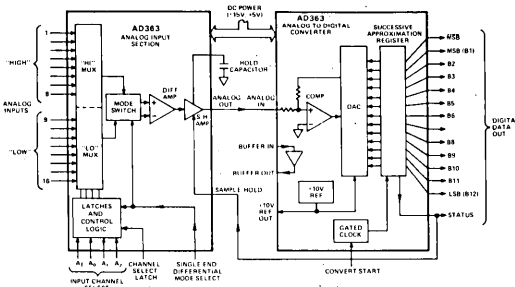 DC POWER
(-15V, +5V)
AD363
ANALOG INPUT
SECTION
AD363
ANALOG TO DIGITAL
CONVERTER
SUCCESSIVE
APPROXIMATION
REGISTER
"HIGH"
1
8
"HI"
MUX
MODE
SWITCH
DIFF
AMP
HOLD
CAPACITOR
ANALOG
OUT
ANALOG
IN
S H
AMP
COMP
DAC
ANALOG
INPUTS
"LOW"
9
16
"LO"
MUX
BUFFER IN
BUFFER OUT
SAMPLE HOLD
+10V
REF
OUT
+10V
REF
GATED
CLOCK
LATCHES
AND
CONTROL
LOGIC
CHANNEL
SELECT
LATCH
SINGLE END
DIFFERENTIAL
MODE SELECT
INPUT CHANNEL
CONVERT START
MSB
MSB (B1)
B2
B3
B4
B5
B6
B8
B9
B10
B11
LSB (B12)
STATUS
DIGITAL
DATA
OUT